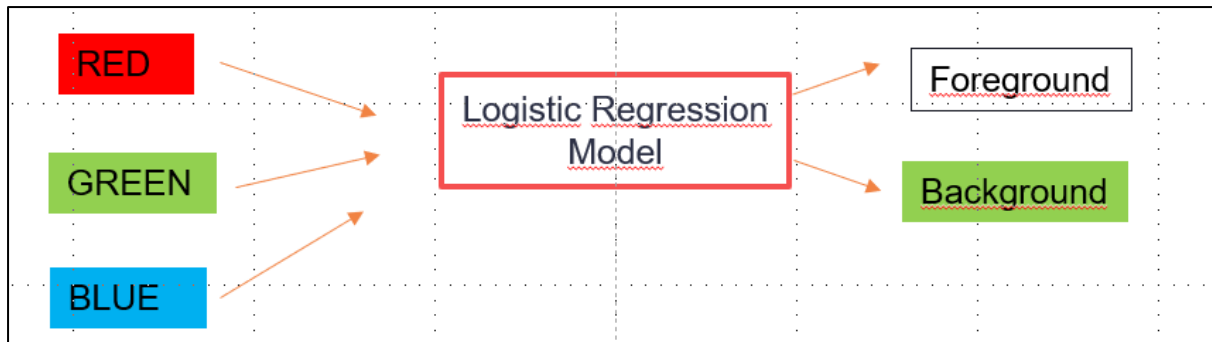 RED
GREEN
BLUE
Logistic Regression
Model
Foreground
Background